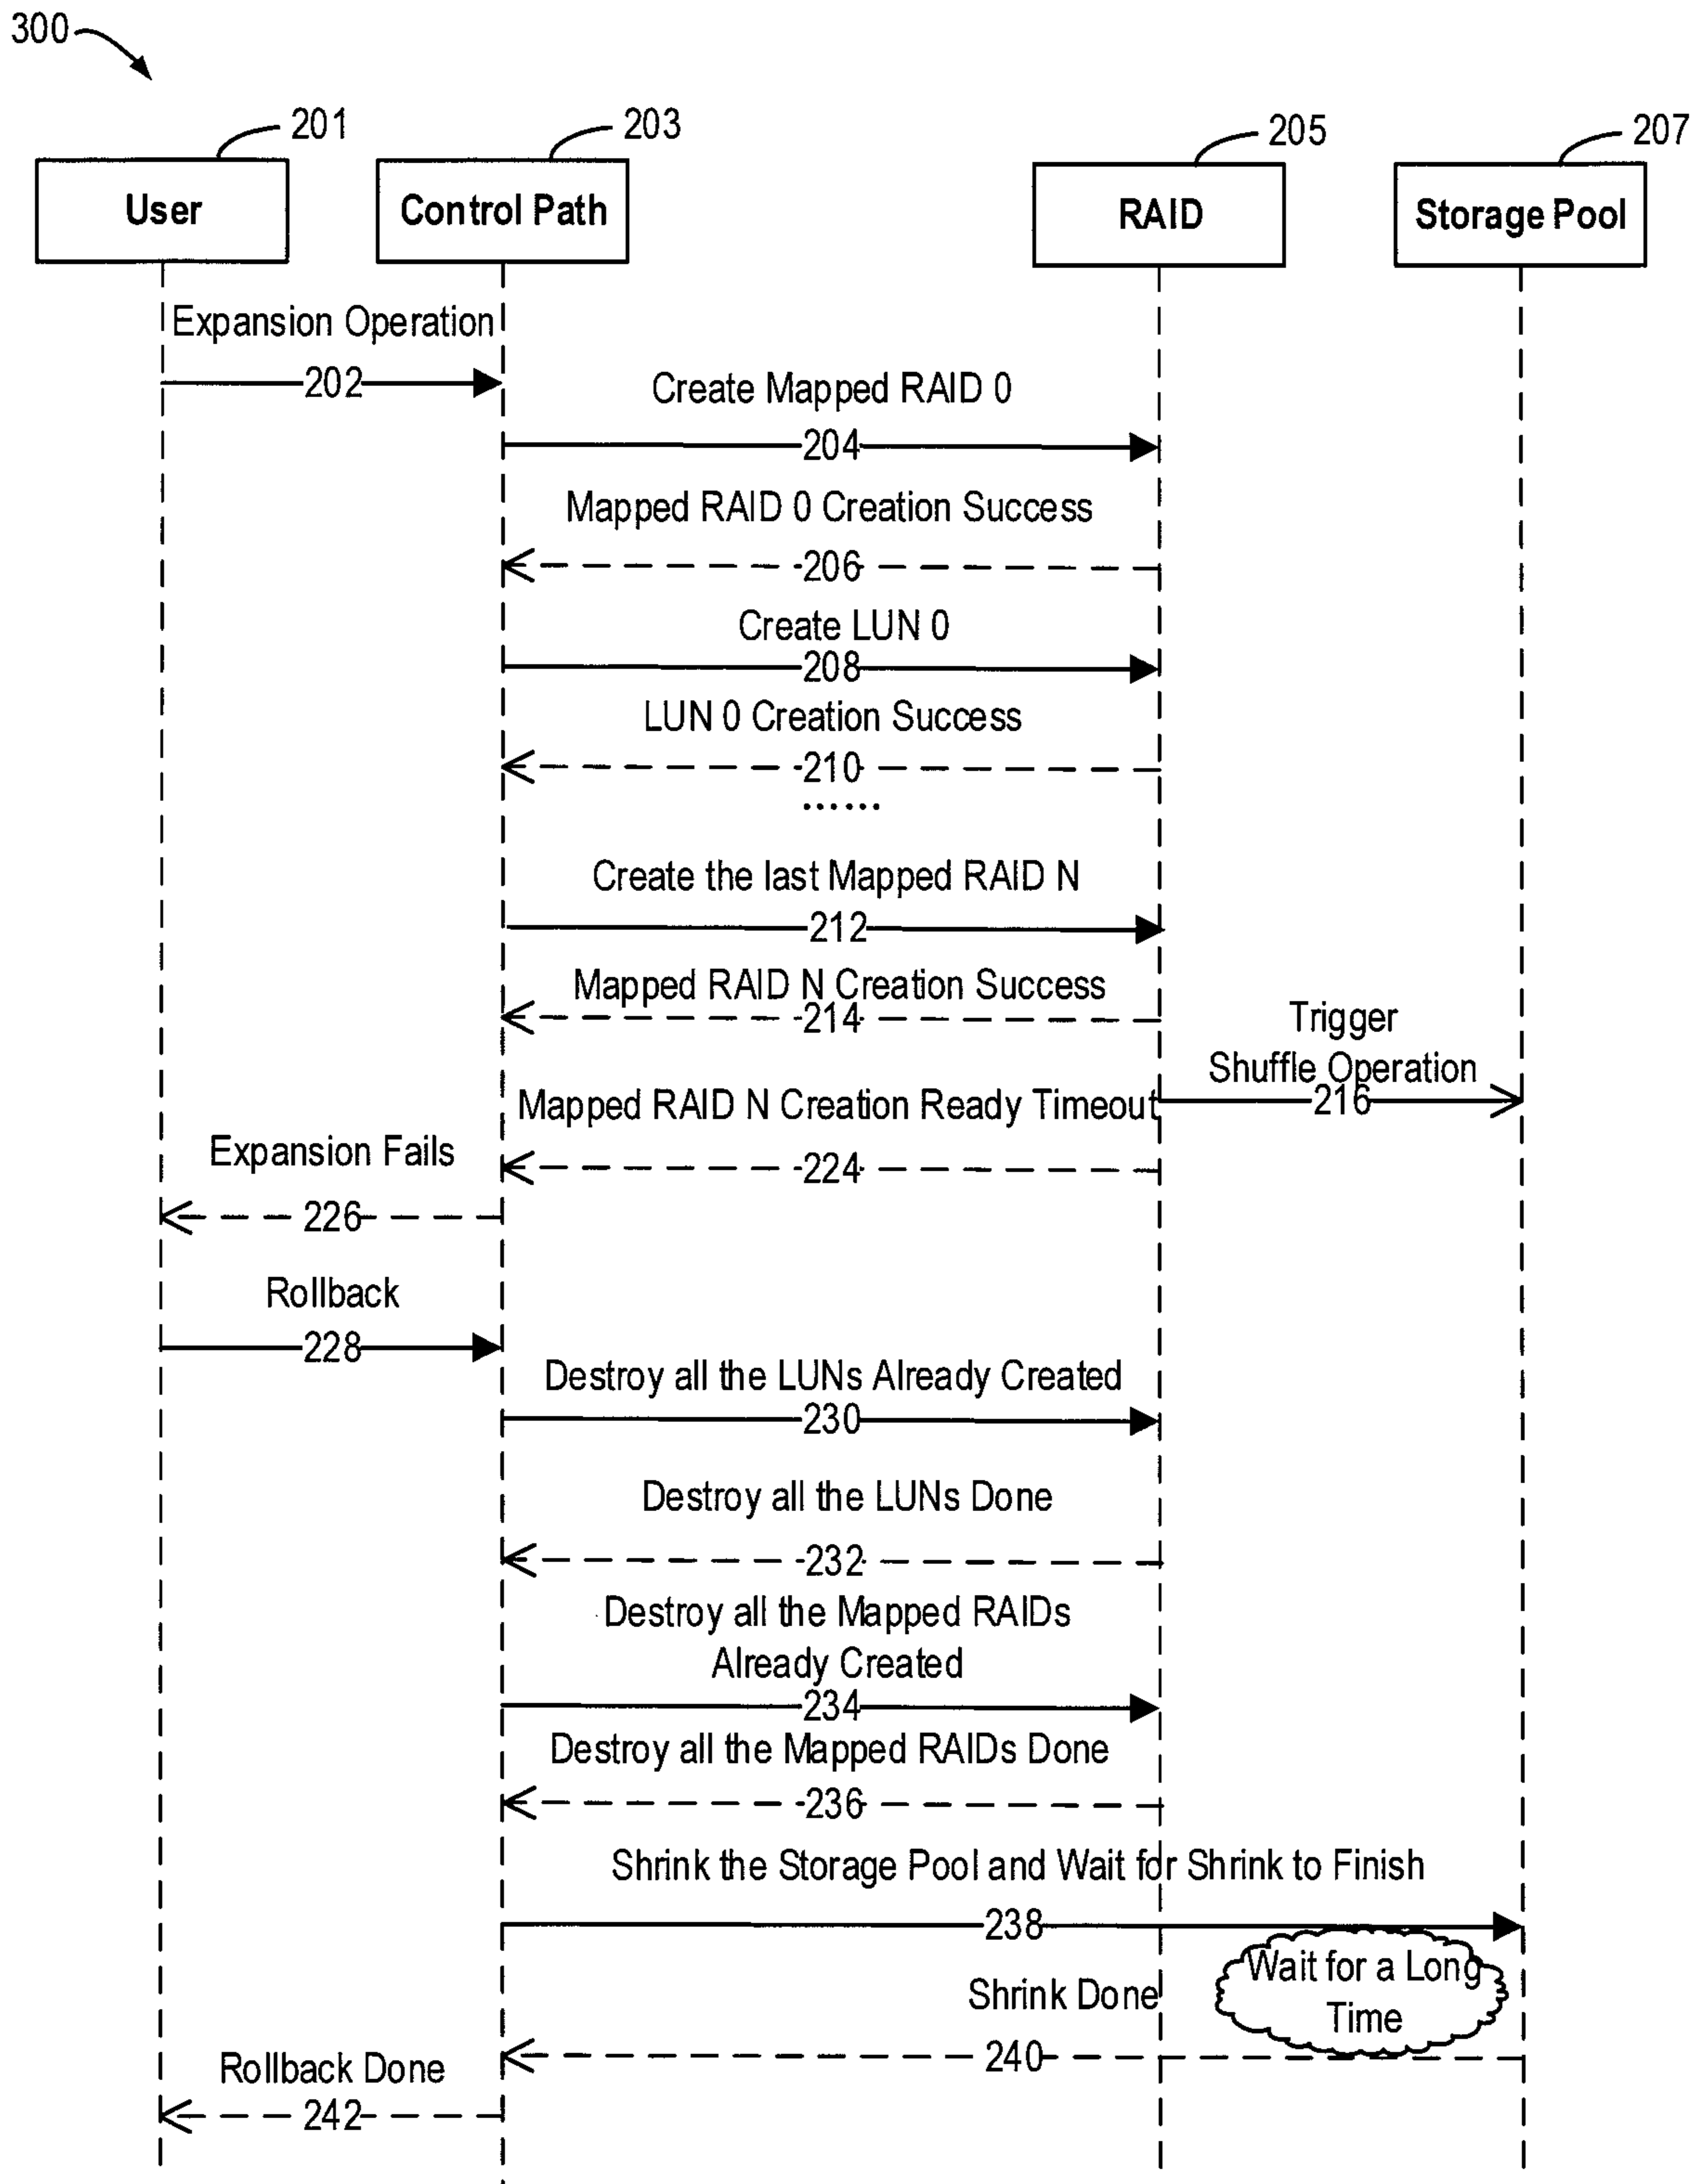 300
201
203
205
207
User
Control Path
RAID
Storage Pool
Expansion Operation
202
Create Mapped RAID 0
204
Mapped RAID 0 Creation Success
206
Create LUN 0
208
LUN 0 Creation Success
210
......
Create the last Mapped RAID N
212
Mapped RAID N Creation Success
214
Trigger
Shuffle Operation
216
Mapped RAID N Creation Ready Timeout
224
Expansion Fails
226
Rollback
228
Destroy all the LUNs Already Created
230
Destroy all the LUNs Done
232
Destroy all the Mapped RAIDs
Already Created
234
Destroy all the Mapped RAIDs Done
236
Shrink the Storage Pool and Wait for Shrink to Finish
238
Wait for a Long
Time
Shrink Done
240
Rollback Done
242